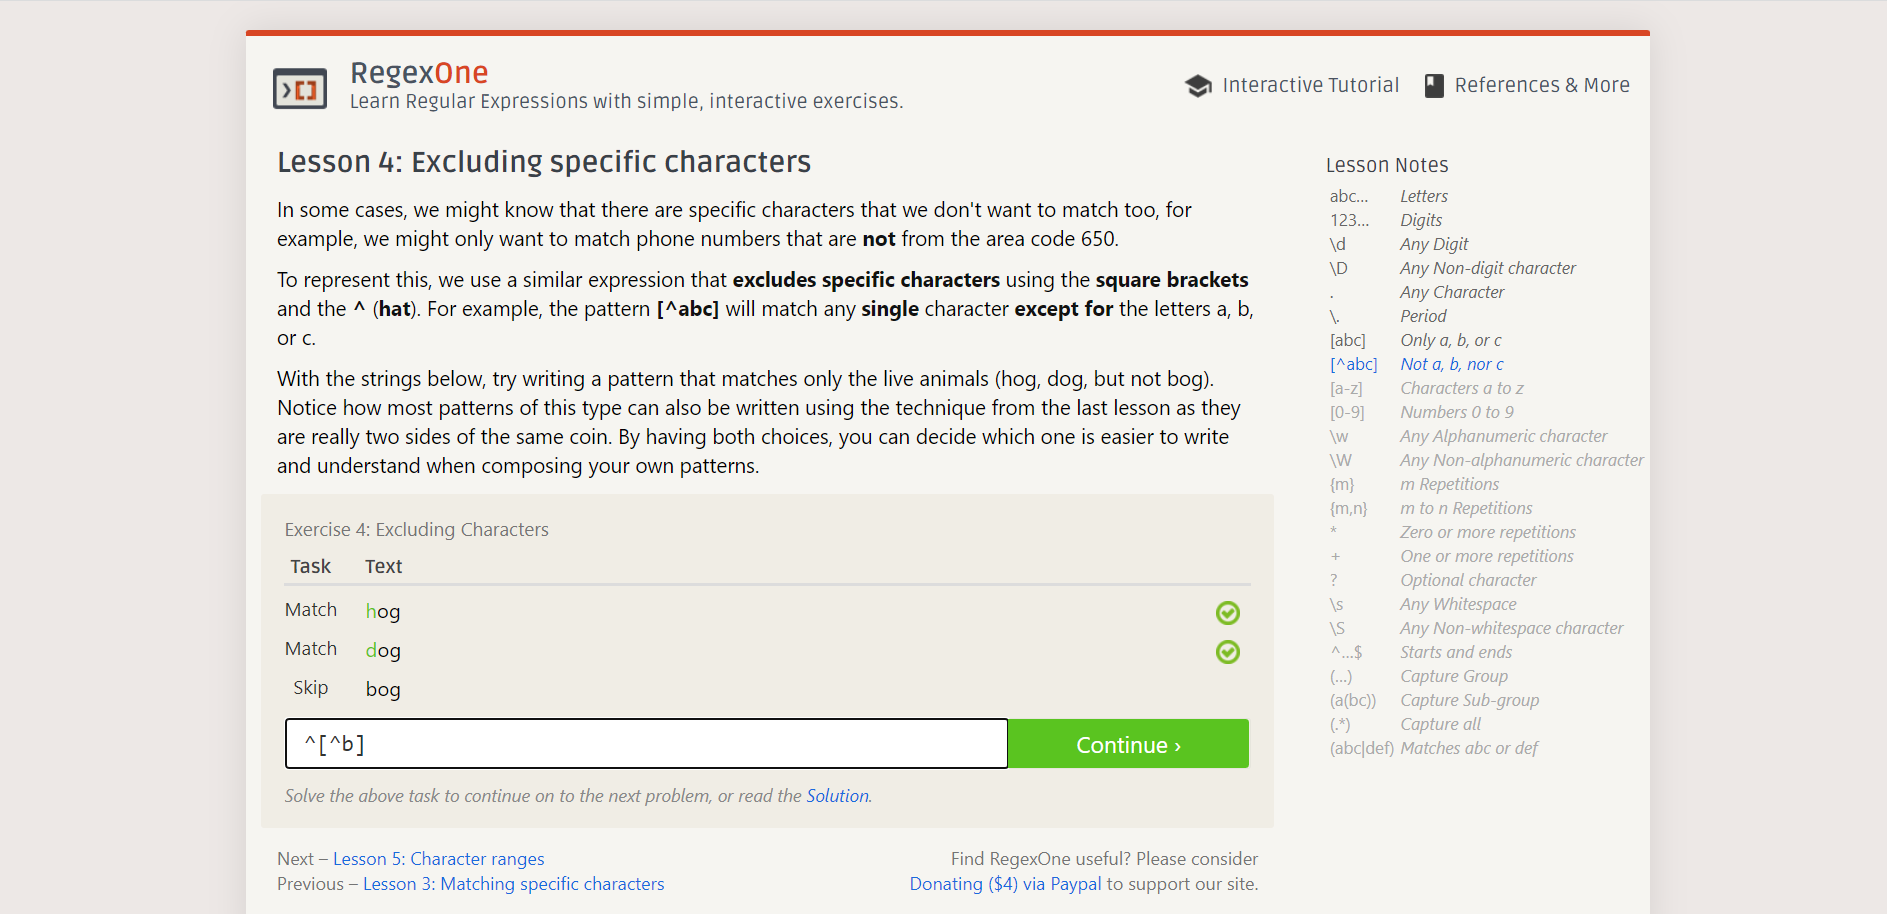 RegexOne
Learn Regular Expressions with simple, interactive exercises.
Interactive Tutorial
References & More
Lesson 4: Excluding specific characters
In some cases, we might know that there are specific characters that we don't want to match too, for
example, we might only want to match phone numbers that are not from the area code 650.
To represent this, we use a similar expression that excludes specific characters using the square brackets
and the ^ (hat). For example, the pattern [^abc] will match any single character except for the letters a, b,
or c.
With the strings below, try writing a pattern that matches only the live animals (hog, dog, but not bog).
Notice how most patterns of this type can also be written using the technique from the last lesson as they
are really two sides of the same coin. By having both choices, you can decide which one is easier to write
and understand when composing your own patterns.
Exercise 4: Excluding Characters
Task Text
Match hog
Match dog
Skip bog
^[^b]
Continue ›
Solve the above task to continue on to the next problem, or read the Solution.
Next – Lesson 5: Character ranges
Previous – Lesson 3: Matching specific characters
Find RegexOne useful? Please consider
Donating ($4) via Paypal to support our site.
Lesson Notes
abc... Letters
123... Digits
\d Any Digit
\D Any Non-digit character
. Any Character
\. Period
[abc] Only a, b, or c
[^abc] Not a, b, nor c
[a-z] Characters a to z
[0-9] Numbers 0 to 9
\w Any Alphanumeric character
\W Any Non-alphanumeric character
{m} m Repetitions
{m,n} m to n Repetitions
* Zero or more repetitions
+ One or more repetitions
? Optional character
\s Any Whitespace
\S Any Non-whitespace character
^...$ Starts and ends
(...) Capture Group
(a(bc)) Capture Sub-group
(.*) Capture all
(abc|def) Matches abc or def